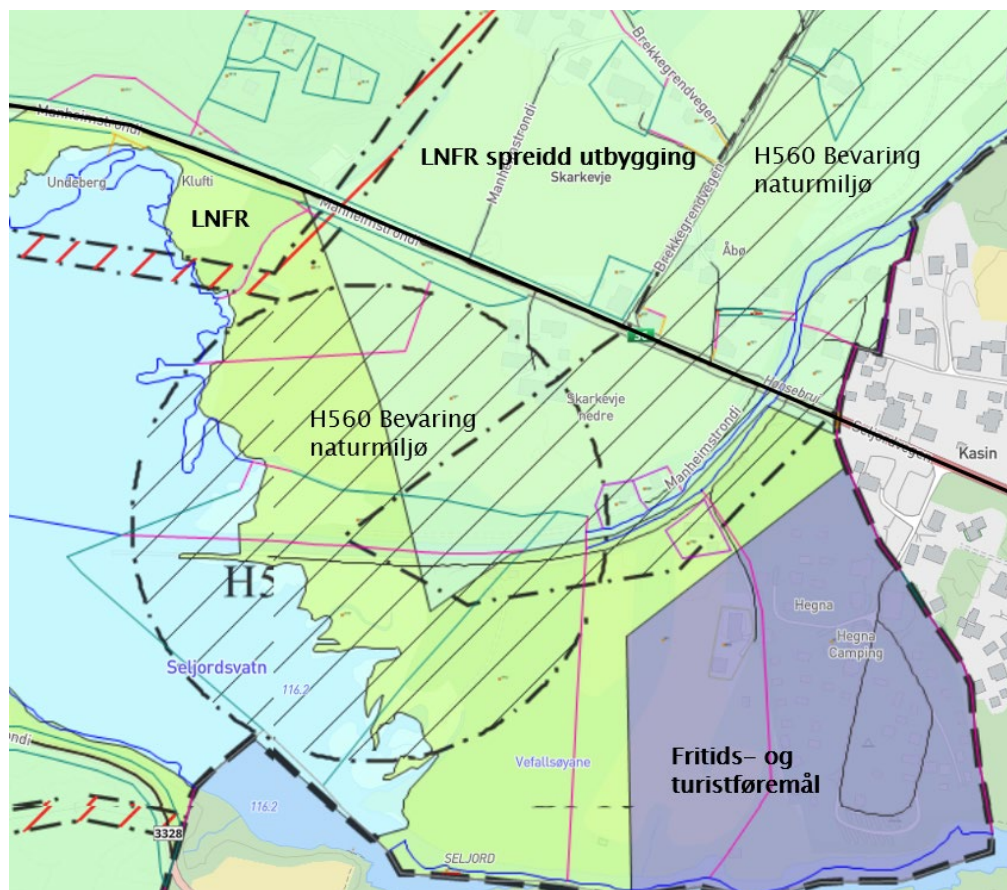 Manheimstrondi
Undeberg
Klufti
LNFR
Manheimstrondi
Manheimstrondi
Brekkegrendvegen
LNFR spreidd utbygging
Skarkevje
Brekkegrendvegen
H560 Bevaring
naturmiljø
Åbø
Hønsebrui
Seljordvegen
Kasin
H560 Bevaring
naturmiljø
Skarkevje
nedre
Manheimstrondi
H5
Seljordsvatn
116.2
Hegna
Hegna
Camping
Vefallsøyane
Fritids- og
turistføremål
116.2
3328
SELJORD